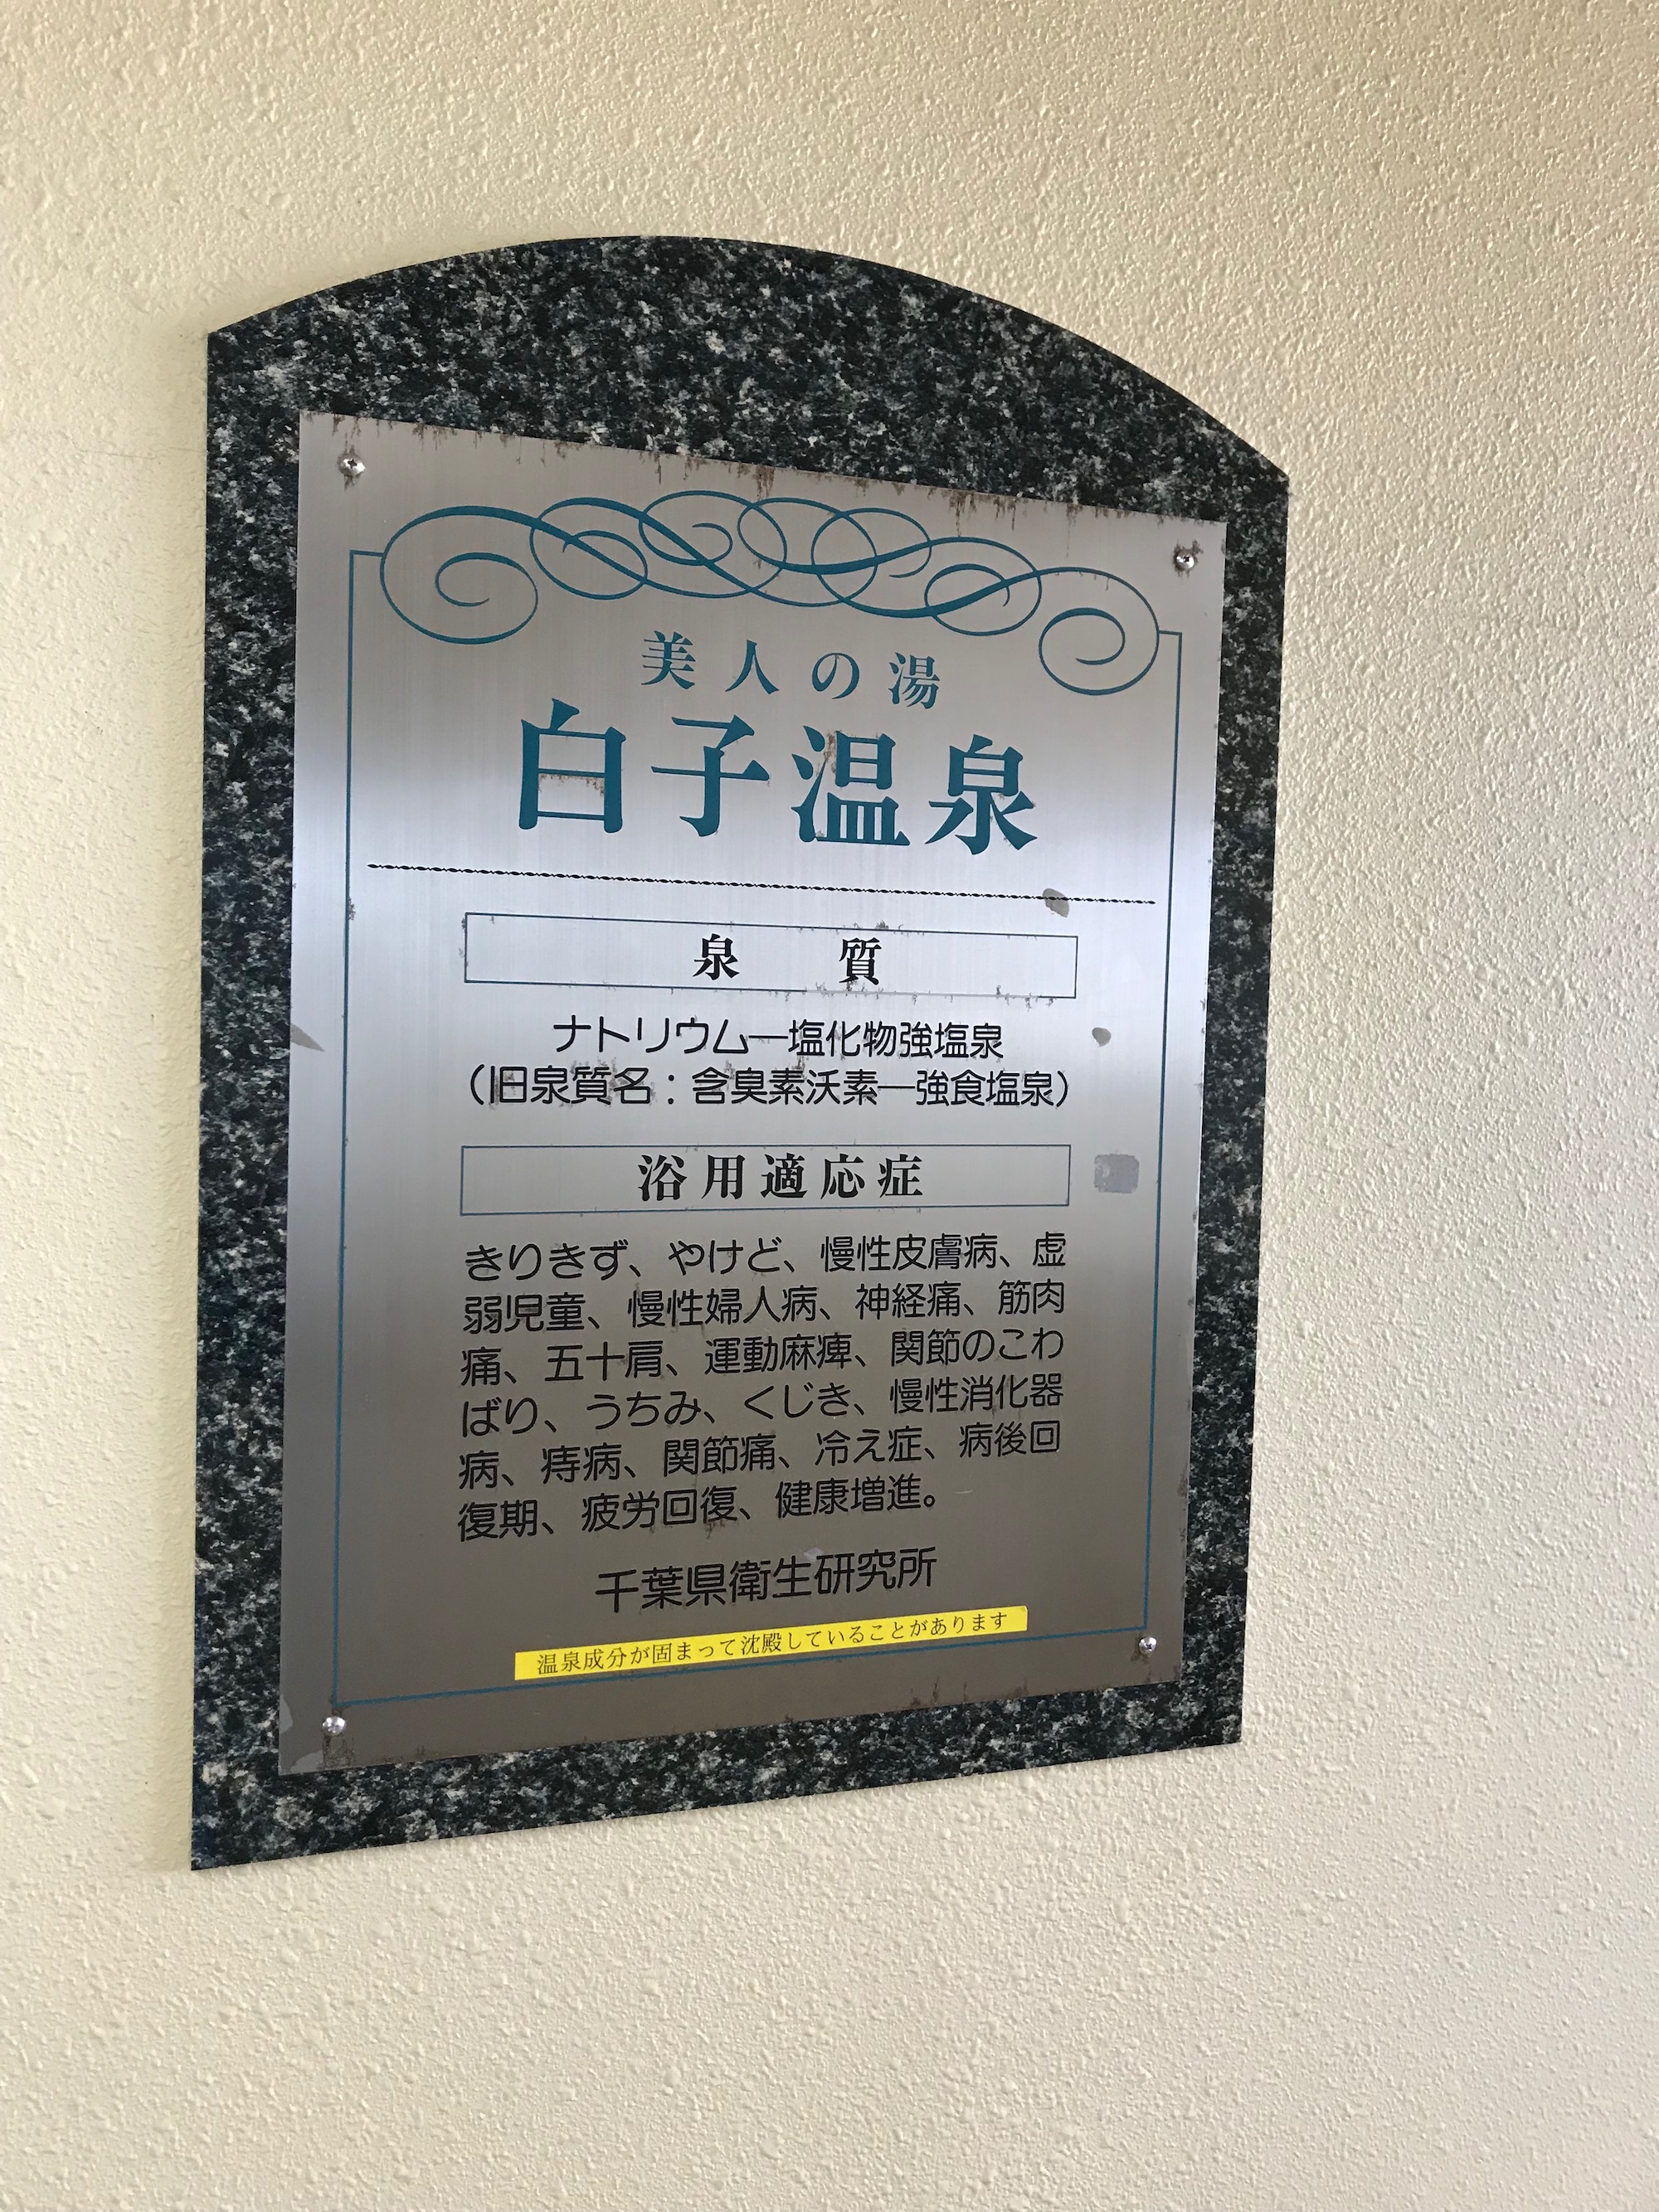 美人の湯
白子温泉
泉質
ナトリウム―塩化物強塩泉
(旧泉質名：含臭素沃素―強食塩泉)
浴用適応症
きりきず、やけど、慢性皮膚病、虚
弱児童、慢性婦人病、神経痛、筋肉
痛、五十肩、運動麻痺、関節のこわ
ばり、うちみ、くじき、慢性消化器
病、痔病、関節痛、冷え症、病後回
復期、疲労回復、健康増進。
千葉県衛生研究所
温泉成分が固まって沈殿していることがあります